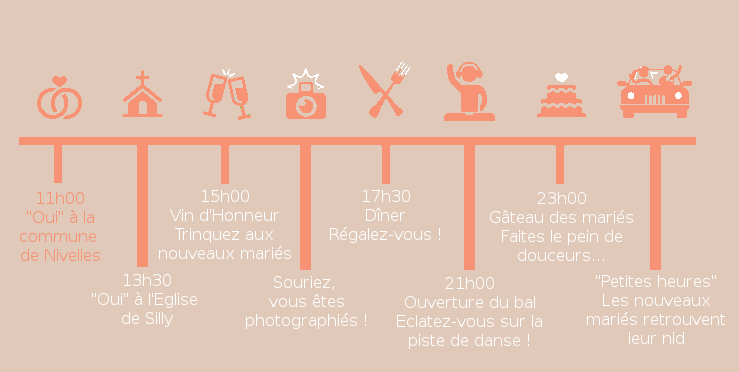 11h00
"Oui" à la
commune
de Nivelles
13h30
"Oui" à l'Eglise
de Silly
15h00
Vin d'Honneur
Trinquez aux
nouveaux mariés
Souriez,
vous êtes
photographiés !
17h30
Dîner
Régalez-vous !
21h00
Ouverture du bal
Eclatez-vous sur la
piste de danse !
23h00
Gâteau des mariés
Faites le pein de
douceurs...
"Petites heures"
Les nouveaux
mariés retrouvent
leur nid